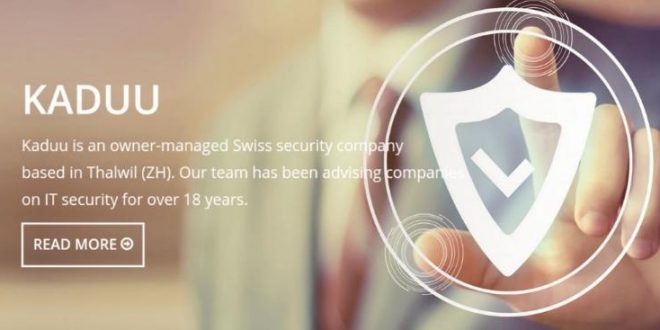 KADUU
Kaduu is an owner-managed Swiss security company
based in Thalwil (ZH). Our team has been advising companies
on IT security for over 18 years.
READ MORE